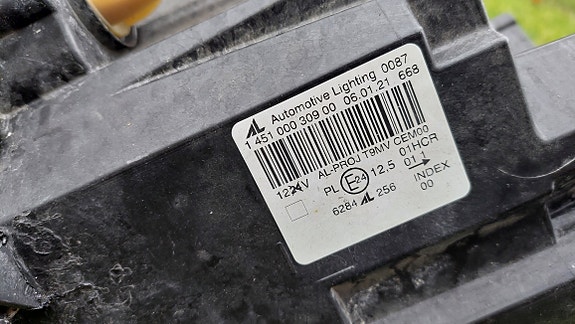 AL Automotive Lighting 0087
1 451 000 309 00 06.01.21 668
12V AL-PROJ T9MV CEM00
PL E24 12.5 01HCR
01 1
6284 AL 256 INDEX
00